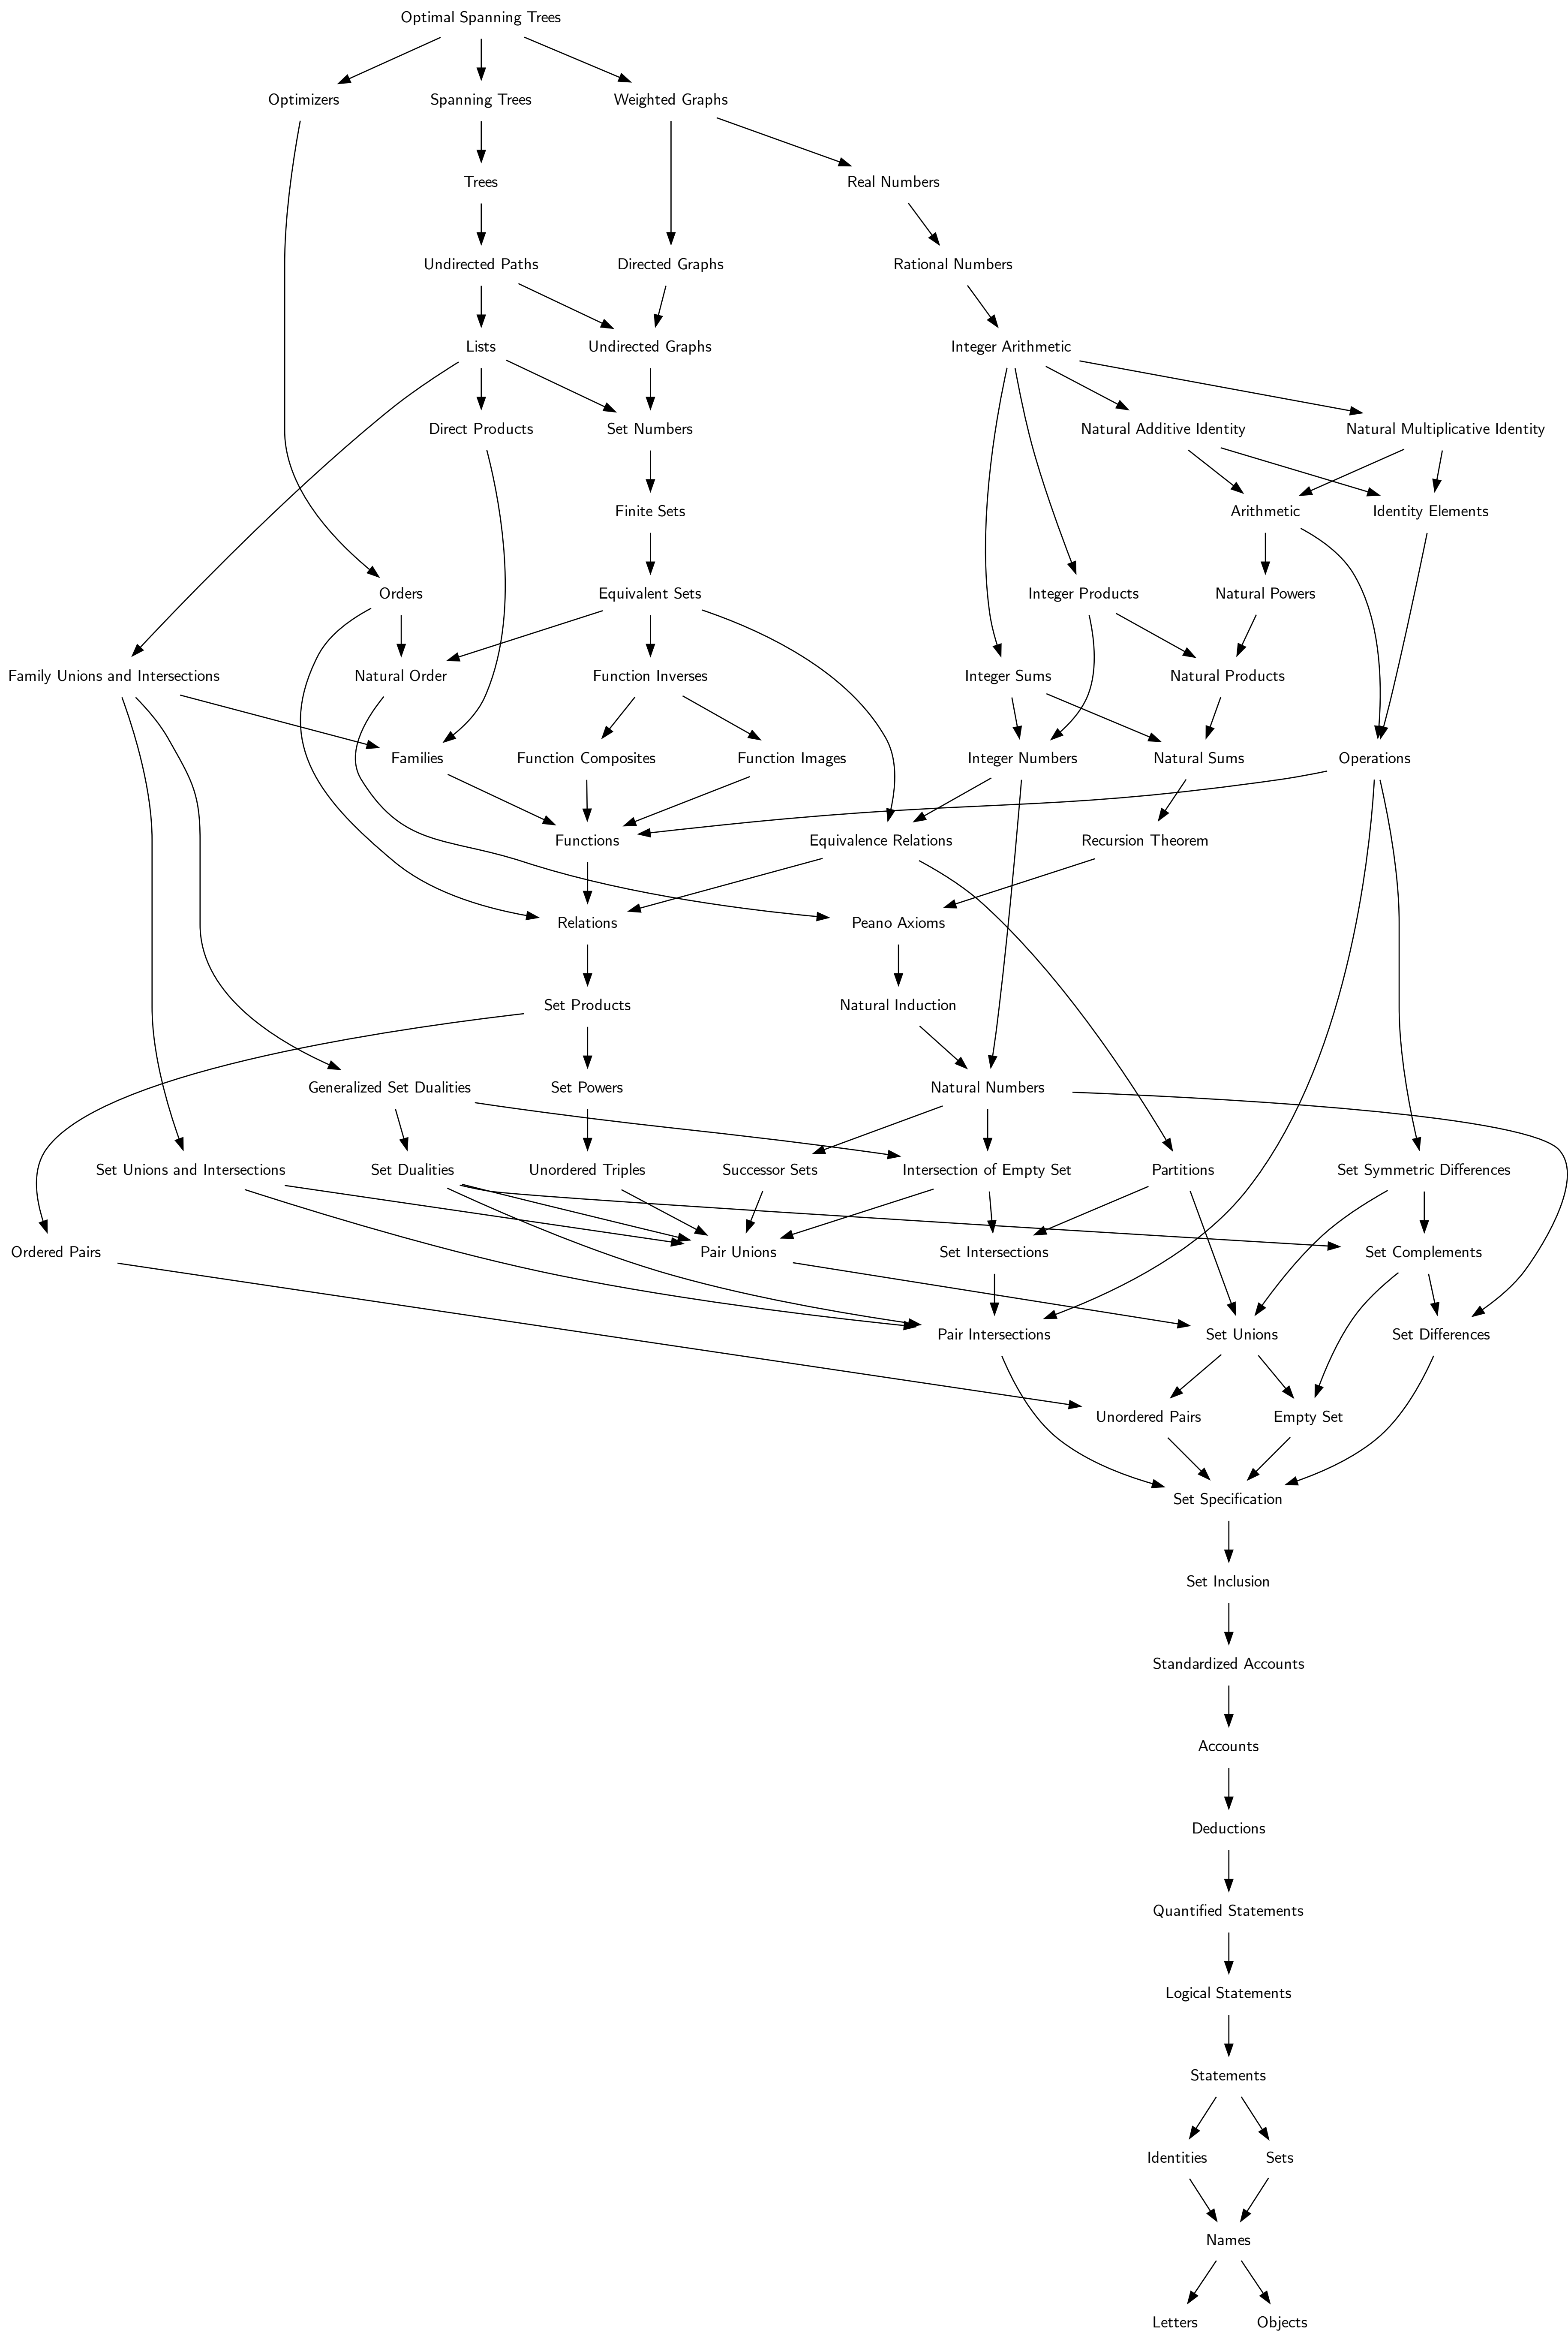 Optimal Spanning Trees
Optimizers
Spanning Trees
Weighted Graphs
Trees
Real Numbers
Undirected Paths
Directed Graphs
Rational Numbers
Lists
Undirected Graphs
Integer Arithmetic
Direct Products
Set Numbers
Natural Additive Identity
Natural Multiplicative Identity
Finite Sets
Arithmetic
Identity Elements
Orders
Equivalent Sets
Integer Products
Natural Powers
Family Unions and Intersections
Natural Order
Function Inverses
Integer Sums
Natural Products
Families
Function Composites
Function Images
Integer Numbers
Natural Sums
Operations
Functions
Equivalence Relations
Recursion Theorem
Relations
Peano Axioms
Set Products
Natural Induction
Generalized Set Dualities
Set Powers
Natural Numbers
Set Unions and Intersections
Set Dualities
Unordered Triples
Successor Sets
Intersection of Empty Set
Partitions
Set Symmetric Differences
Ordered Pairs
Pair Unions
Set Intersections
Set Complements
Pair Intersections
Set Unions
Set Differences
Unordered Pairs
Empty Set
Set Specification
Set Inclusion
Standardized Accounts
Accounts
Deductions
Quantified Statements
Logical Statements
Statements
Identities
Sets
Names
Letters
Objects